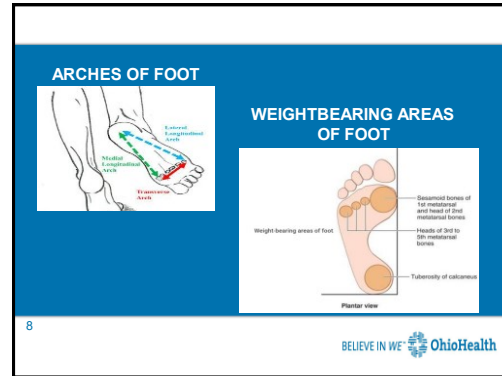 ARCHES OF FOOT
Lateral
Longitudinal
Arch
Medial
Longitudinal
Arch
Transverse
Arch
WEIGHTBEARING AREAS
OF FOOT
Sesamoid bones of
1st metatarsal
and head of 2nd
metatarsal bones
Weight-bearing areas of foot
Heads of 3rd to
5th metatarsal
bones
Tuberosity of calcaneus
Plantar view
8
BELIEVE IN WE℠ OhioHealth